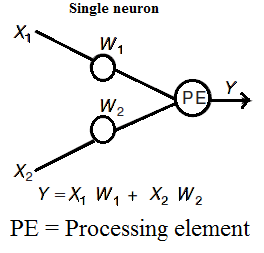 Single neuron
X1
W1
PE
Y
W2
X2
Y = X1 W1 + X2 W2
PE = Processing element